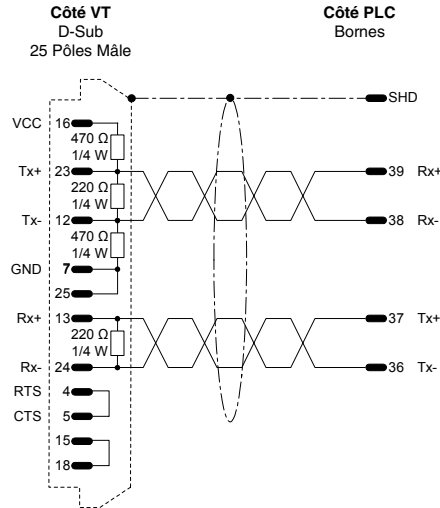 Côté VT
D-Sub
25 Pôles Mâle
Côté PLC
Bornes
SHD
VCC 16
470 Ω
1/4 W
Tx+ 23
39 Rx+
220 Ω
1/4 W
Tx- 12
38 Rx-
470 Ω
1/4 W
GND 7
25
Rx+ 13
37 Tx+
220 Ω
1/4 W
Rx- 24
36 Tx-
RTS 4
CTS 5
15
18